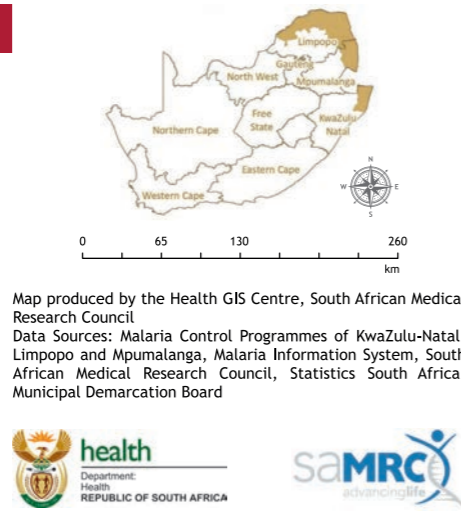 Limpopo
Gauteng
North West
Mpumalanga
Free
State
KwaZulu
Natal
Northern Cape
Eastern Cape
Western Cape
N
W
E
S
0 65 130 260
km
Map produced by the Health GIS Centre, South African Medica
Research Council
Data Sources: Malaria Control Programmes of KwaZulu-Natal
Limpopo and Mpumalanga, Malaria Information System, South
African Medical Research Council, Statistics South Africa
Municipal Demarcation Board
health
Department:
Health
REPUBLIC OF SOUTH AFRICA
saMRC
advancinglife